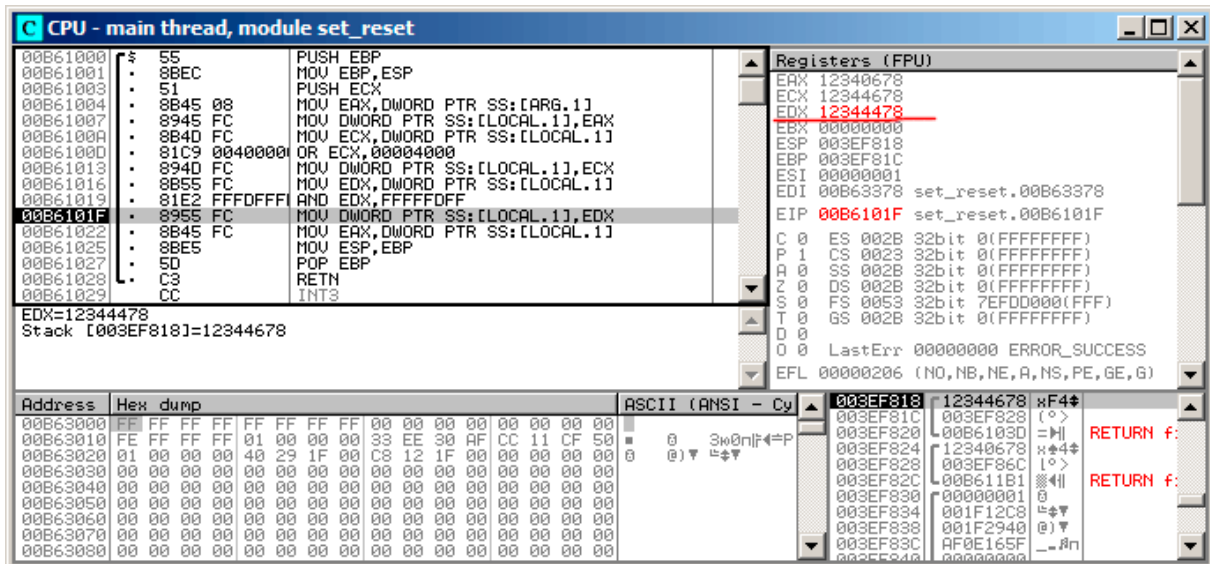 CPU - main thread, module set_reset
00B61000 $ 55 PUSH EBP
00B61001 · 8BEC MOV EBP,ESP
00B61003 · 51 PUSH ECX
00B61004 · 8B45 08 MOV EAX,DWORD PTR SS:[ARG.1]
00B61007 · 8945 FC MOV DWORD PTR SS:[LOCAL.1],EAX
00B6100A · 8B4D FC MOV ECX,DWORD PTR SS:[LOCAL.1]
00B6100D · 81C9 00400000 OR ECX,00004000
00B61013 · 894D FC MOV DWORD PTR SS:[LOCAL.1],ECX
00B61016 · 8B55 FC MOV EDX,DWORD PTR SS:[LOCAL.1]
00B61019 · 81E2 FFFDFFF AND EDX,FFFFFDFF
00B6101F · 8955 FC MOV DWORD PTR SS:[LOCAL.1],EDX
00B61022 · 8B45 FC MOV EAX,DWORD PTR SS:[LOCAL.1]
00B61025 · 8BE5 MOV ESP,EBP
00B61027 · 5D POP EBP
00B61028 · C3 RETN
00B61029 CC INT3
EDX=12344478
Stack [003EF818]=12344678
Registers (FPU)
EAX 12340678
ECX 12344678
EDX 12344478
EBX 00000000
ESP 003EF818
EBP 003EF81C
ESI 00000001
EDI 00B63378 set_reset.00B63378
EIP 00B6101F set_reset.00B6101F
C 0 ES 002B 32bit 0(FFFFFFFF)
P 1 CS 0023 32bit 0(FFFFFFFF)
A 0 SS 002B 32bit 0(FFFFFFFF)
Z 0 DS 002B 32bit 0(FFFFFFFF)
S 0 FS 0053 32bit 7EFDD000(FFF)
T 0 GS 002B 32bit 0(FFFFFFFF)
D 0
O 0 LastErr 00000000 ERROR_SUCCESS
EFL 00000206 (NO,NB,NE,A,NS,PE,GE,G)
Address Hex dump ASCII (ANSI - Cy
00B63000 FF FF FF FF FF FF FF FF 00 00 00 00 00 00 00 00
00B63010 FE FF FF FF 01 00 00 00 33 EE 30 AF CC 11 CF 50
00B63020 01 00 00 00 40 29 1F 00 C8 12 1F 00 00 00 00 00
00B63030 00 00 00 00 00 00 00 00 00 00 00 00 00 00 00 00
00B63040 00 00 00 00 00 00 00 00 00 00 00 00 00 00 00 00
00B63050 00 00 00 00 00 00 00 00 00 00 00 00 00 00 00 00
00B63060 00 00 00 00 00 00 00 00 00 00 00 00 00 00 00 00
00B63070 00 00 00 00 00 00 00 00 00 00 00 00 00 00 00 00
00B63080 00 00 00 00 00 00 00 00 00 00 00 00 00 00 00 00
003EF818 12344678 xF4‡
003EF81C 003EF828 (°>
003EF820 00B6103D RETURN f
003EF824 12340678 x♠4‡
003EF828 003EF86C l°>
003EF82C 00B611B1 RETURN f
003EF830 00000001
003EF834 001F12C8
003EF838 001F2940 @)▼
003EF83C AF0E165F